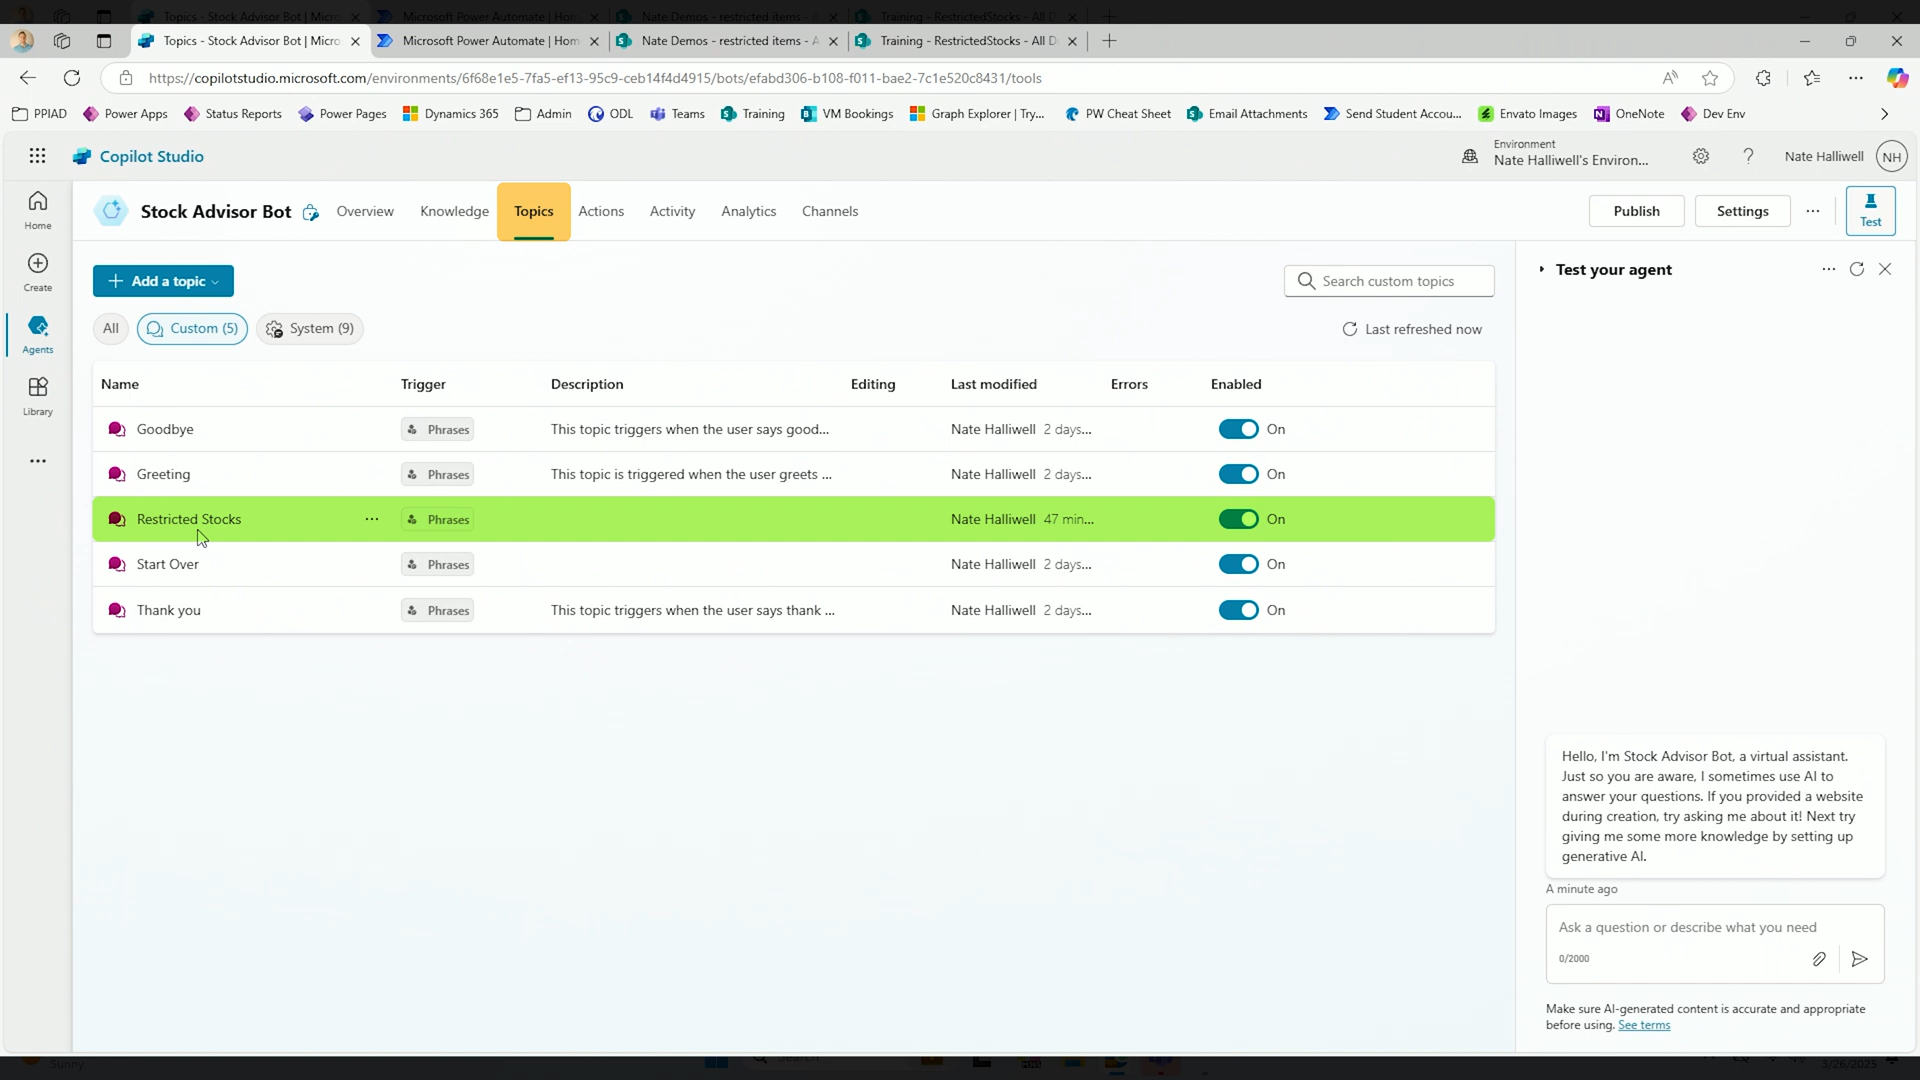 Topics - Stock Advisor Bot | Micro
Microsoft Power Automate | Hom
Nate Demos - restricted items - A
Training - RestrictedStocks - All D
https://copilotstudio.microsoft.com/environments/6f68e1e5-7fa5-ef13-95c9-ceb14f4d4915/bots/efabd306-b108-f011-bae2-7c1e520c8431/tools
PPIAD
Power Apps
Status Reports
Power Pages
Dynamics 365
Admin
ODL
Teams
Training
VM Bookings
Graph Explorer | Try...
PW Cheat Sheet
Email Attachments
Send Student Accou...
Envato Images
OneNote
Dev Env
Copilot Studio
Environment
Nate Halliwell's Environ...
Nate Halliwell
NH
Home
Create
Agents
Library
Stock Advisor Bot
Overview
Knowledge
Topics
Actions
Activity
Analytics
Channels
Publish
Settings
Test
Add a topic
Search custom topics
All
Custom (5)
System (9)
Last refreshed now
Name Trigger Description Editing Last modified Errors Enabled
Goodbye Phrases This topic triggers when the user says good... Nate Halliwell 2 days... On
Greeting Phrases This topic is triggered when the user greets ... Nate Halliwell 2 days... On
Restricted Stocks ... Phrases Nate Halliwell 47 min... On
Start Over Phrases Nate Halliwell 2 days... On
Thank you Phrases This topic triggers when the user says thank ... Nate Halliwell 2 days... On
Test your agent
Hello, I'm Stock Advisor Bot, a virtual assistant.
Just so you are aware, I sometimes use AI to
answer your questions. If you provided a website
during creation, try asking me about it! Next try
giving me some more knowledge by setting up
generative AI.
A minute ago
Ask a question or describe what you need
0/2000
Make sure AI-generated content is accurate and appropriate
before using. See terms
Sunny
Search
3/26/2025